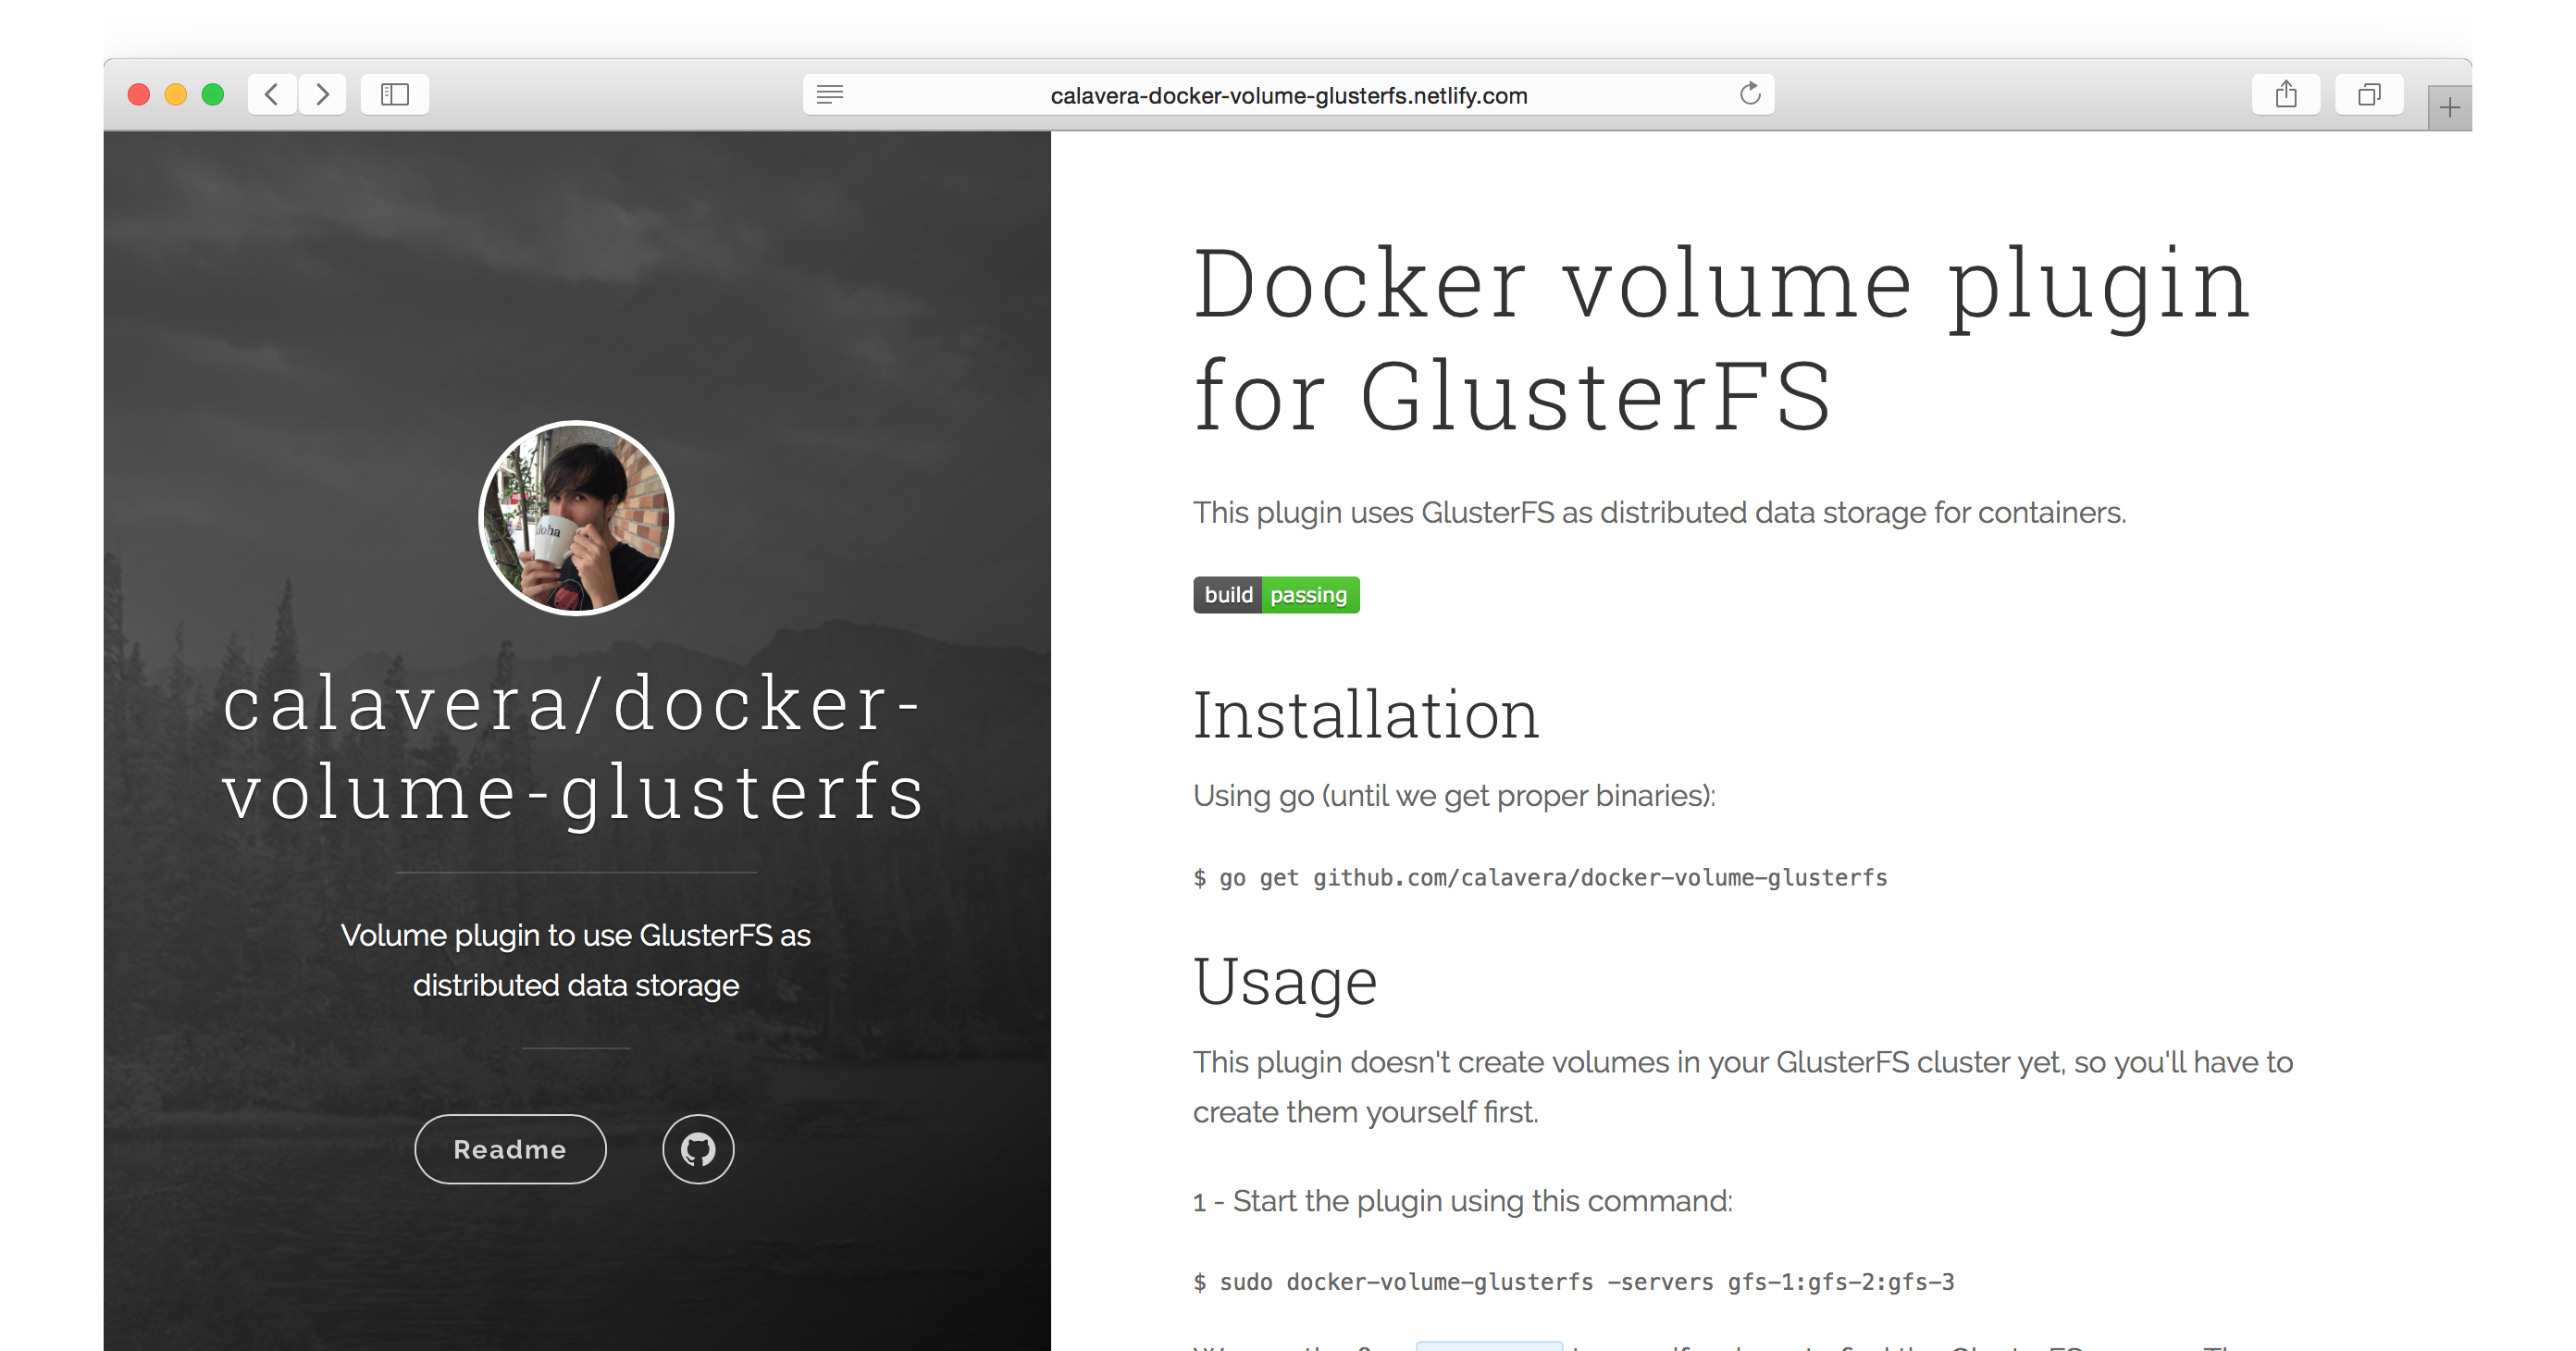 calavera-docker-volume-glusterfs.netlify.com
calavera/docker-
volume-glusterfs
Volume plugin to use GlusterFS as
distributed data storage
Readme
Docker volume plugin
for GlusterFS
This plugin uses GlusterFS as distributed data storage for containers.
build passing
Installation
Using go (until we get proper binaries):
$ go get github.com/calavera/docker-volume-glusterfs
Usage
This plugin doesn't create volumes in your GlusterFS cluster yet, so you'll have to
create them yourself first.
1 - Start the plugin using this command:
$ sudo docker-volume-glusterfs -servers gfs-1:gfs-2:gfs-3